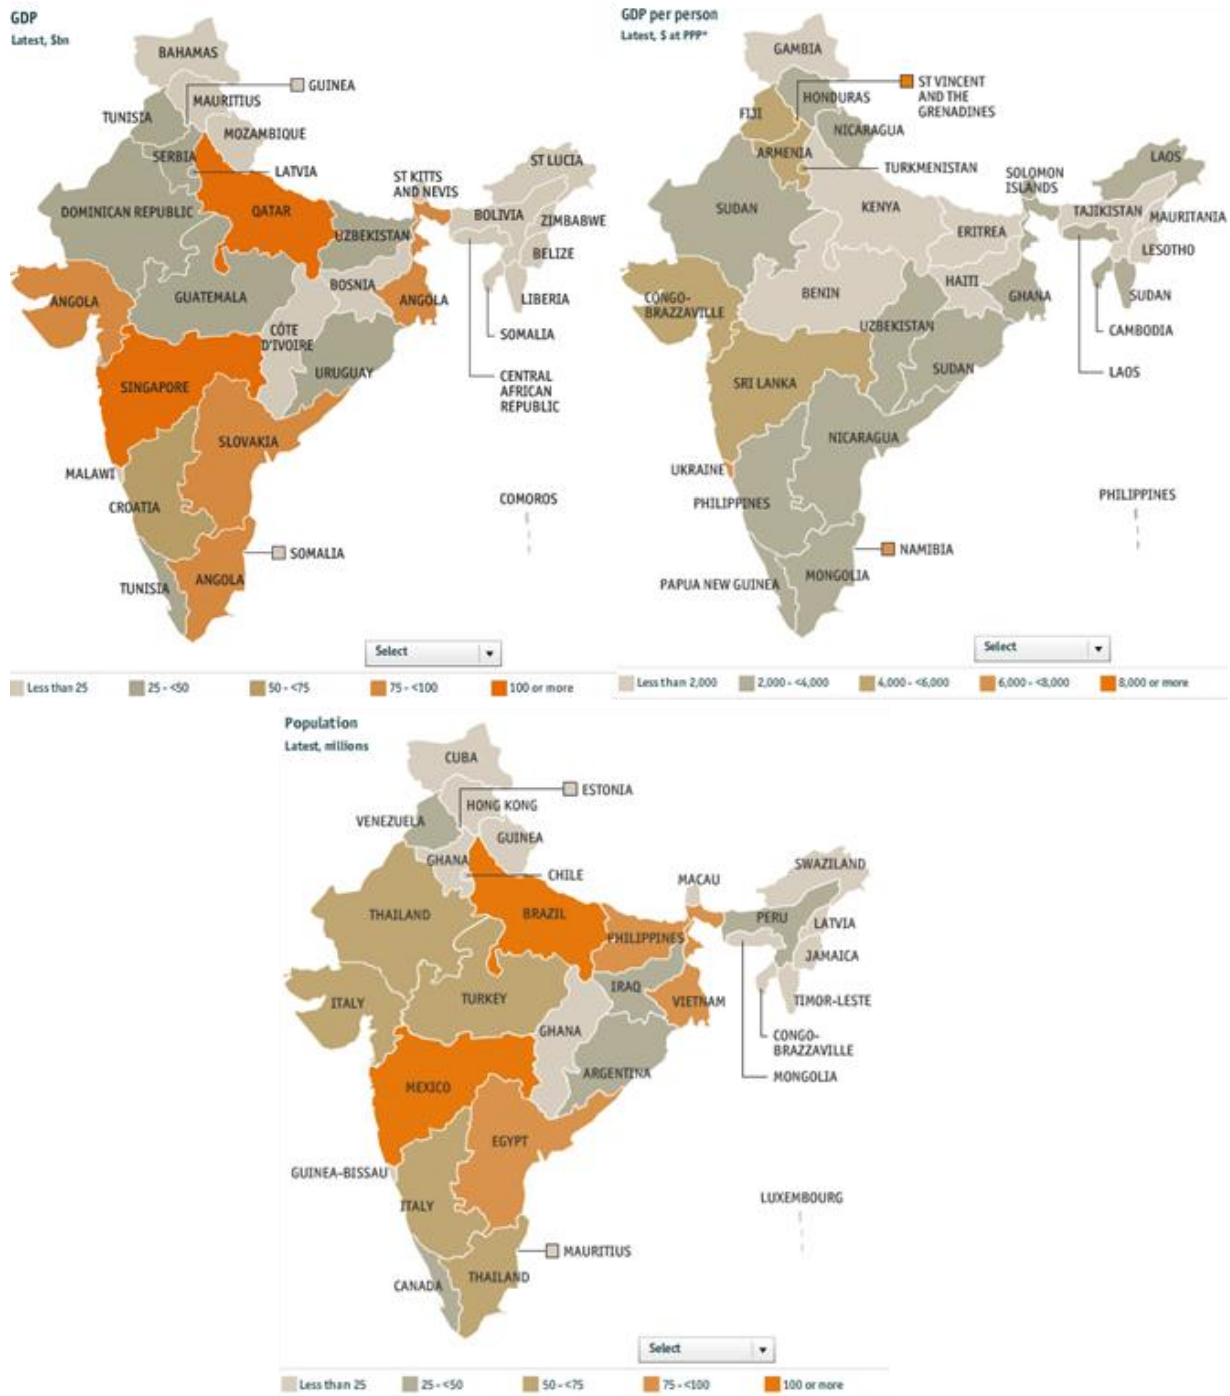 GDP
Latest, $bn
BAHAMAS
GUINEA
MAURITIUS
TUNISIA
MOZAMBIQUE
SERBIA
LATVIA
ST LUCIA
ST KITTS
AND NEVIS
DOMINICAN REPUBLIC
QATAR
BOLIVIA
ZIMBABWE
UZBEKISTAN
BELIZE
BOSNIA
ANGOLA
GUATEMALA
ANGOLA
LIBERIA
CÔTE
D'IVOIRE
SOMALIA
URUGUAY
SINGAPORE
CENTRAL
AFRICAN
REPUBLIC
SLOVAKIA
MALAWI
COMOROS
CROATIA
SOMALIA
TUNISIA
ANGOLA
Select
Less than 25
25 - <50
50 - <75
75 - <100
100 or more
GDP per person
Latest, $ at PPP*
GAMBIA
ST VINCENT
AND THE
GRENADINES
HONDURAS
FIJI
NICARAGUA
ARMENIA
TURKMENISTAN
LAOS
SOLOMON
ISLANDS
SUDAN
KENYA
TAJIKISTAN
MAURITANIA
ERITREA
LESOTHO
HAITI
BENIN
GHANA
SUDAN
CONGO-
BRAZZAVILLE
UZBEKISTAN
CAMBODIA
SUDAN
LAOS
SRI LANKA
NICARAGUA
UKRAINE
PHILIPPINES
PHILIPPINES
NAMIBIA
PAPUA NEW GUINEA
MONGOLIA
Select
Less than 2,000
2,000 - <4,000
4,000 - <6,000
6,000 - <8,000
8,000 or more
Population
Latest, millions
CUBA
ESTONIA
HONG KONG
VENEZUELA
GUINEA
GHANA
CHILE
SWAZILAND
MACAU
THAILAND
BRAZIL
PERU
LATVIA
PHILIPPINES
JAMAICA
IRAQ
ITALY
TURKEY
VIETNAM
TIMOR-LESTE
GHANA
CONGO-
BRAZZAVILLE
ARGENTINA
MONGOLIA
MEXICO
EGYPT
GUINEA-BISSAU
LUXEMBOURG
ITALY
MAURITIUS
CANADA
THAILAND
Select
Less than 25
25 - <50
50 - <75
75 - <100
100 or more